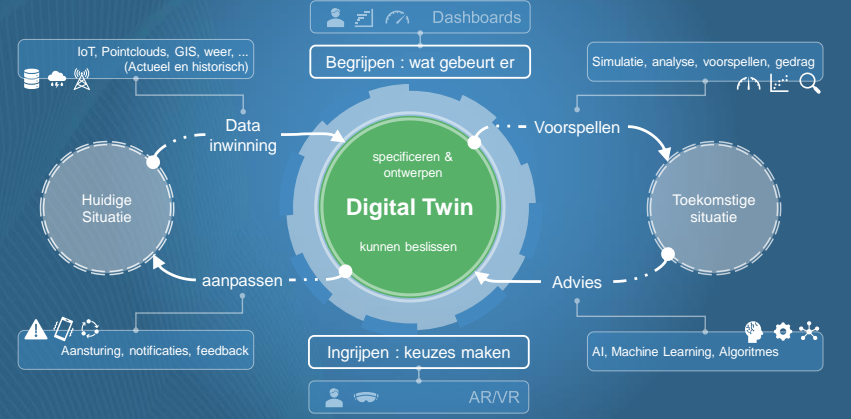 Dashboards
Begrijpen : wat gebeurt er
IoT, Pointclouds, GIS, weer, ...
(Actueel en historisch)
Simulatie, analyse, voorspellen, gedrag
Data
inwinning
Voorspellen
specificeren &
ontwerpen
Digital Twin
kunnen beslissen
Huidige
Situatie
Toekomstige
situatie
aanpassen
Advies
Aansturing, notificaties, feedback
Ingrijpen : keuzes maken
AI, Machine Learning, Algoritmes
AR/VR